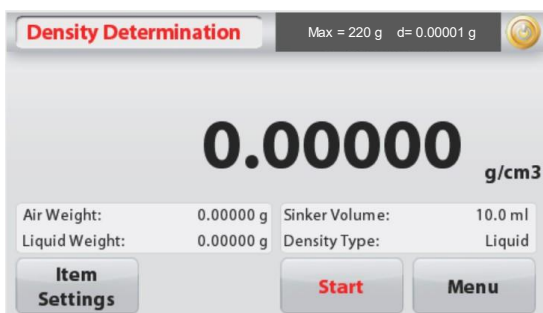 Density Determination Max = 220 g d= 0.00001 g
0.00000 g/cm3
Air Weight: 0.00000 g Sinker Volume: 10.0 ml
Liquid Weight: 0.00000 g Density Type: Liquid
Item Settings Start Menu